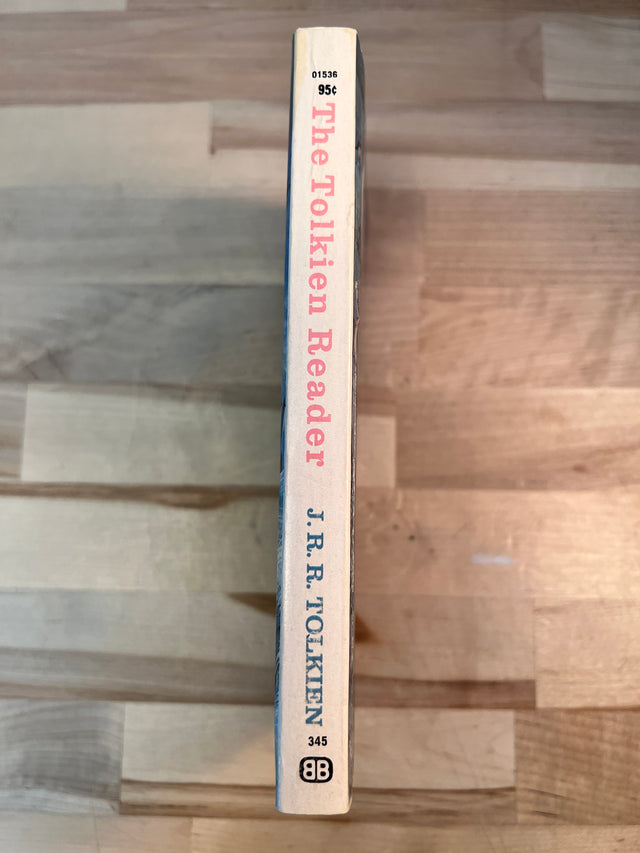 01536
95¢
The Tolkien Reader
J. R. R. TOLKIEN
345
BB